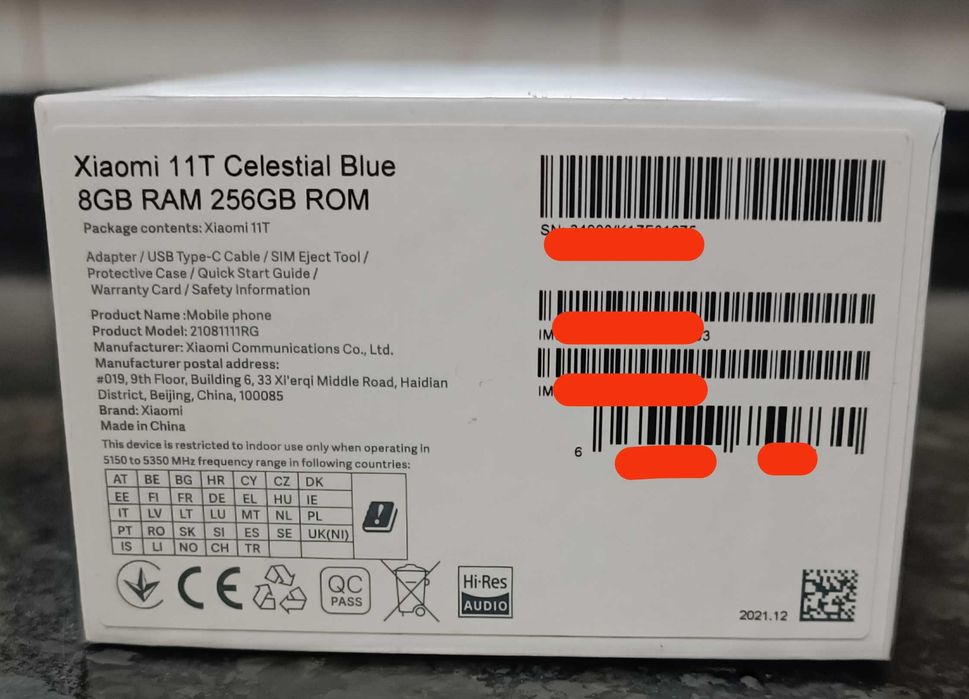 Xiaomi 11T Celestial Blue
8GB RAM 256GB ROM
Package contents: Xiaomi 11T
Adapter / USB Type-C Cable / SIM Eject Tool /
Protective Case / Quick Start Guide /
Warranty Card / Safety Information
Product Name :Mobile phone
Product Model: 21081111RG
Manufacturer: Xiaomi Communications Co., Ltd.
Manufacturer postal address:
#019, 9th Floor, Building 6, 33 Xi'erqi Middle Road, Haidian
District, Beijing, China, 100085
Brand: Xiaomi
Made in China
This device is restricted to indoor use only when operating in
5150 to 5350 MHz frequency range in following countries:
AT BE BG HR CY CZ DK
EE FI FR DE EL HU IE
IT LV LT LU MT NL PL
PT RO SK SI ES SE UK(NI)
IS LI NO CH TR
CE
QC
PASS
Hi-Res
AUDIO
SN
IM
IM
6
2021.12